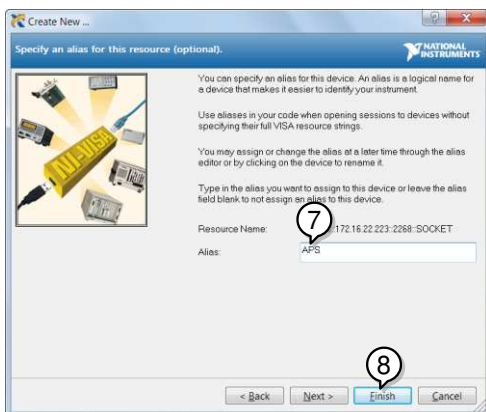 Create New ...
Specify an alias for this resource (optional).
NATIONAL
INSTRUMENTS
You can specify an alias for this device. An alias is a logical name for
a device that makes it easier to identify your instrument.
Use aliases in your code when opening sessions to devices without
specifying their full VISA resource strings.
You may assign or change the alias at a later time through the alias
editor or by clicking on the device to rename it.
Type in the alias you want to assign to this device or leave the alias
field blank to not assign an alias to this device.
NI-VISA
7
Resource Name: 172.16.22.223::2268::SOCKET
Alias: APS
8
< Back Next > Finish Cancel